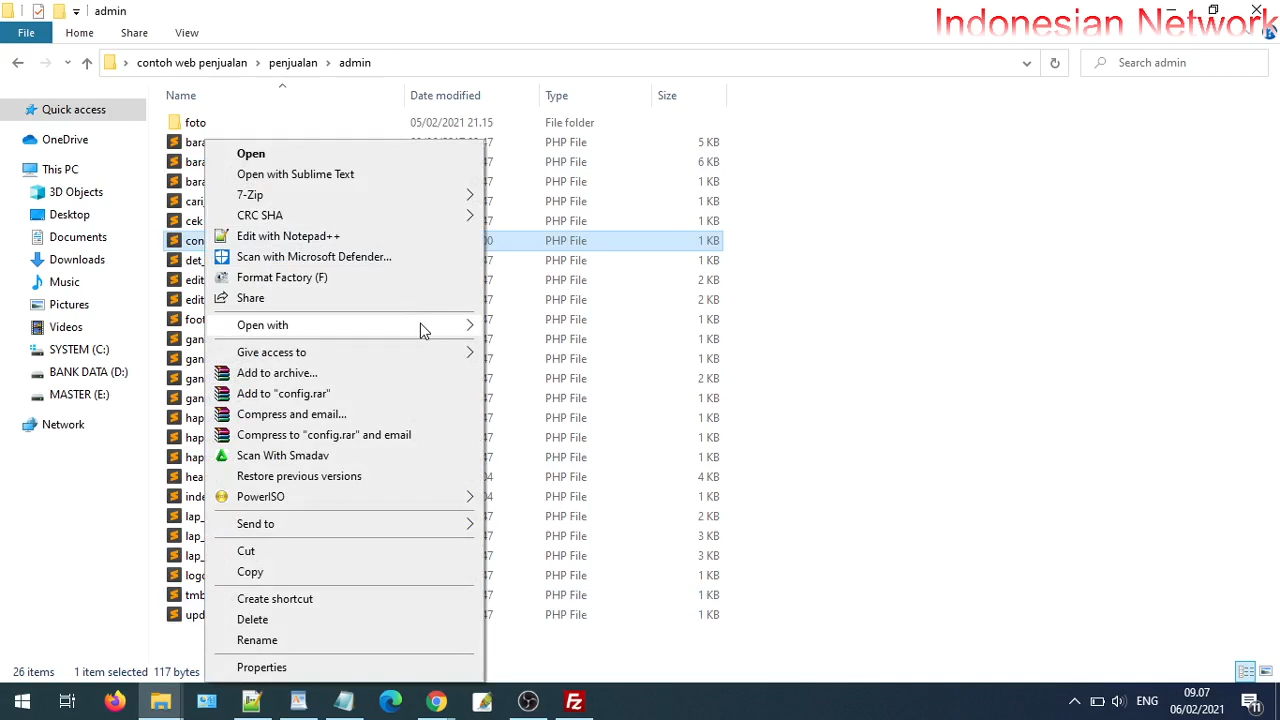 admin
Indonesian Network
File Home Share View
contoh web penjualan penjualan admin
Search admin
Name Date modified Type Size
Quick access
OneDrive
This PC
3D Objects
Desktop
Documents
Downloads
Music
Pictures
Videos
SYSTEM (C:)
BANK DATA (D:)
MASTER (E:)
Network
foto 05/02/2021 21.15 File folder
PHP File 5 KB
PHP File 6 KB
PHP File 1 KB
PHP File 1 KB
PHP File 1 KB
PHP File 1 KB
PHP File 1 KB
PHP File 2 KB
PHP File 2 KB
PHP File 1 KB
PHP File 1 KB
PHP File 1 KB
PHP File 2 KB
PHP File 1 KB
PHP File 1 KB
PHP File 1 KB
PHP File 1 KB
PHP File 4 KB
PHP File 1 KB
PHP File 2 KB
PHP File 3 KB
PHP File 3 KB
PHP File 1 KB
PHP File 1 KB
PHP File 1 KB
Open
Open with Sublime Text
7-Zip
CRC SHA
Edit with Notepad++
Scan with Microsoft Defender...
Format Factory (F)
Share
Open with
Give access to
Add to archive...
Add to "config.rar"
Compress and email...
Compress to "config.rar" and email
Scan With Smadav
Restore previous versions
PowerISO
Send to
Cut
Copy
Create shortcut
Delete
Rename
Properties
26 items 1 item selected 117 bytes
ENG
09.07
06/02/2021